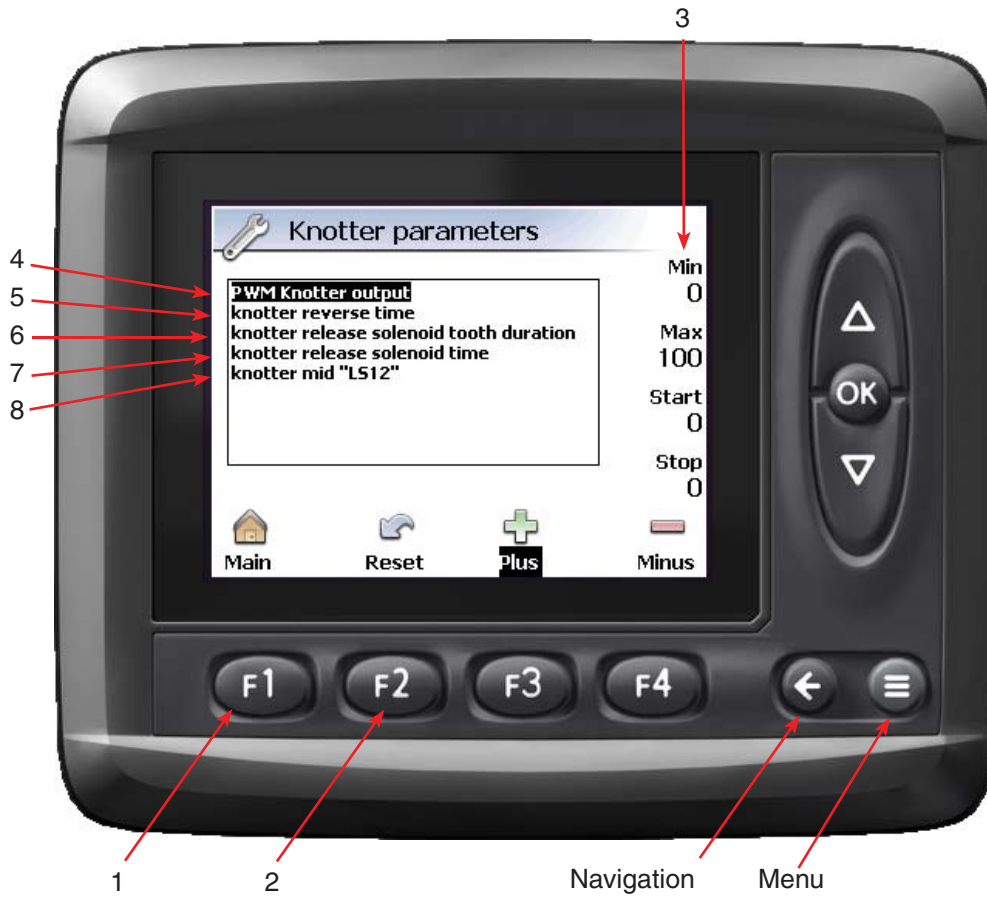 3
Knotter parameters
Min
0
4
PWM Knotter output
5
knotter reverse time
6
knotter release solenoid tooth duration
Max
100
7
knotter release solenoid time
8
knotter mid "LS12"
Start
0
Stop
0
OK
Main
Reset
Plus
Minus
F1
F2
F3
F4
1
2
Navigation
Menu